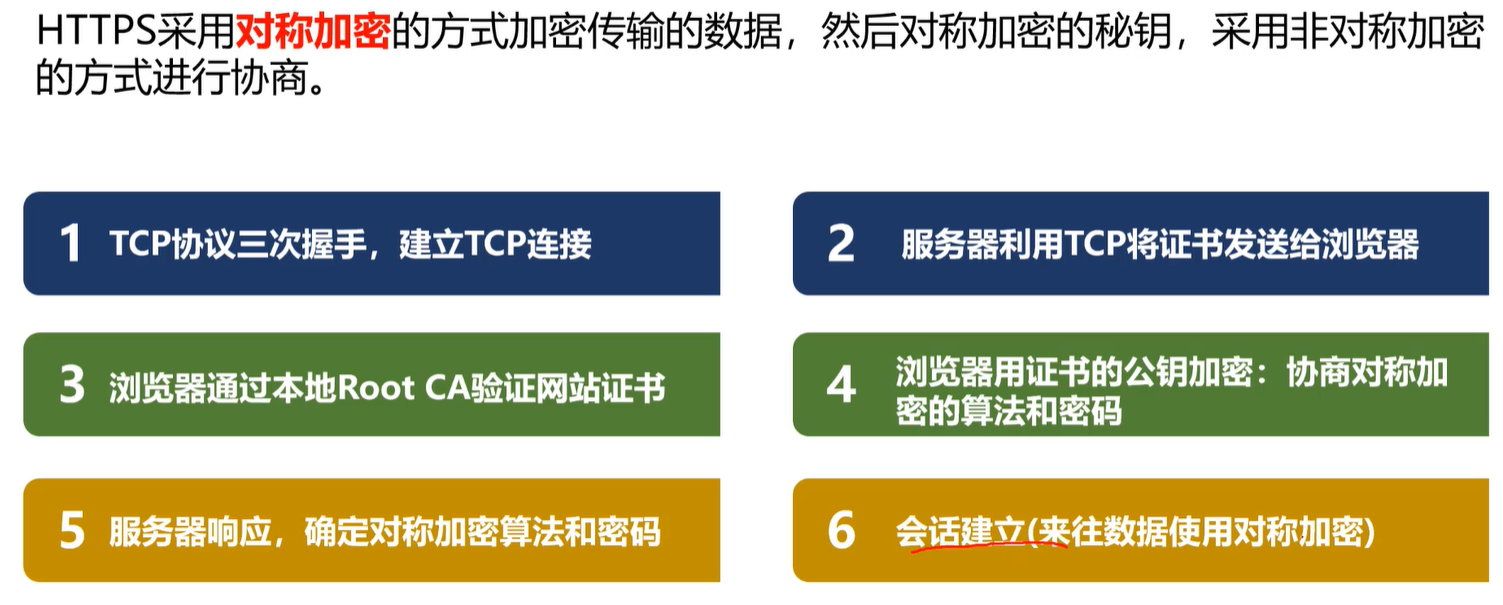 HTTPS采用对称加密的方式加密传输的数据，然后对称加密的秘钥，采用非对称加密
的方式进行协商。
1 TCP协议三次握手，建立TCP连接
2 服务器利用TCP将证书发送给浏览器
3 浏览器通过本地Root CA验证网站证书
4 浏览器用证书的公钥加密：协商对称加
密的算法和密码
5 服务器响应，确定对称加密算法和密码
6 会话建立(来往数据使用对称加密)